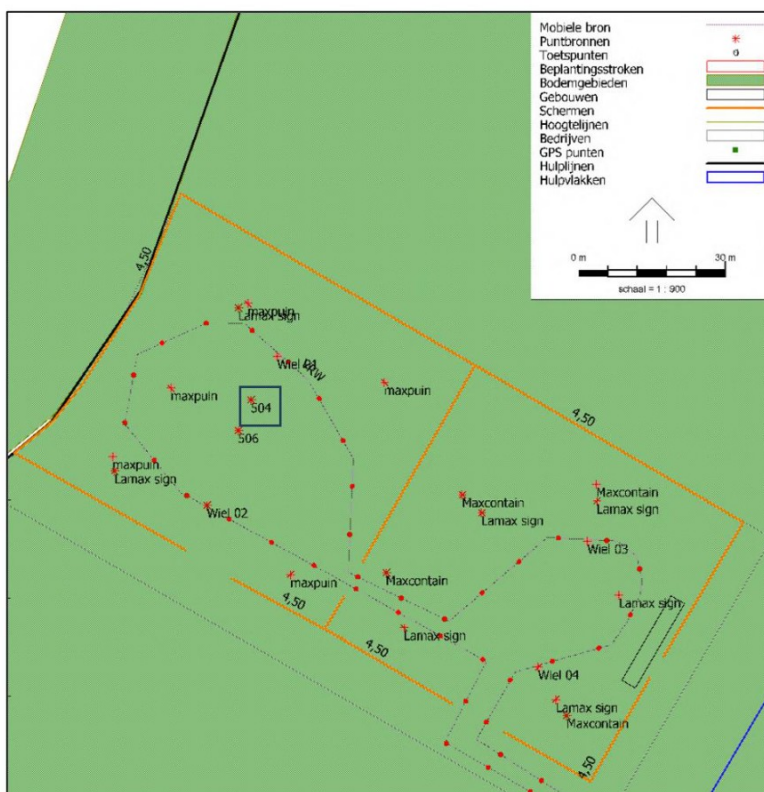 Mobiele bron
Puntbronnen
Toetspunten
Beplantingsstroken
Bodemgebieden
Gebouwen
Schermen
Hoogtelijnen
Bedrijven
GPS punten
Hulplijnen
Hulpvlakken
0 m
30 m
schaal = 1 : 900
4,50
maxpuin
Lamax sign
Wiel 01
maxpuin
maxpuin
504
4,50
506
maxpuin
Lamax sign
Maxcontain
Maxcontain
Lamax sign
Lamax sign
Wiel 02
Wiel 03
maxpuin
Maxcontain
4,50
Lamax sign
Lamax sign
4,50
Wiel 04
Lamax sign
Maxcontain
4,50